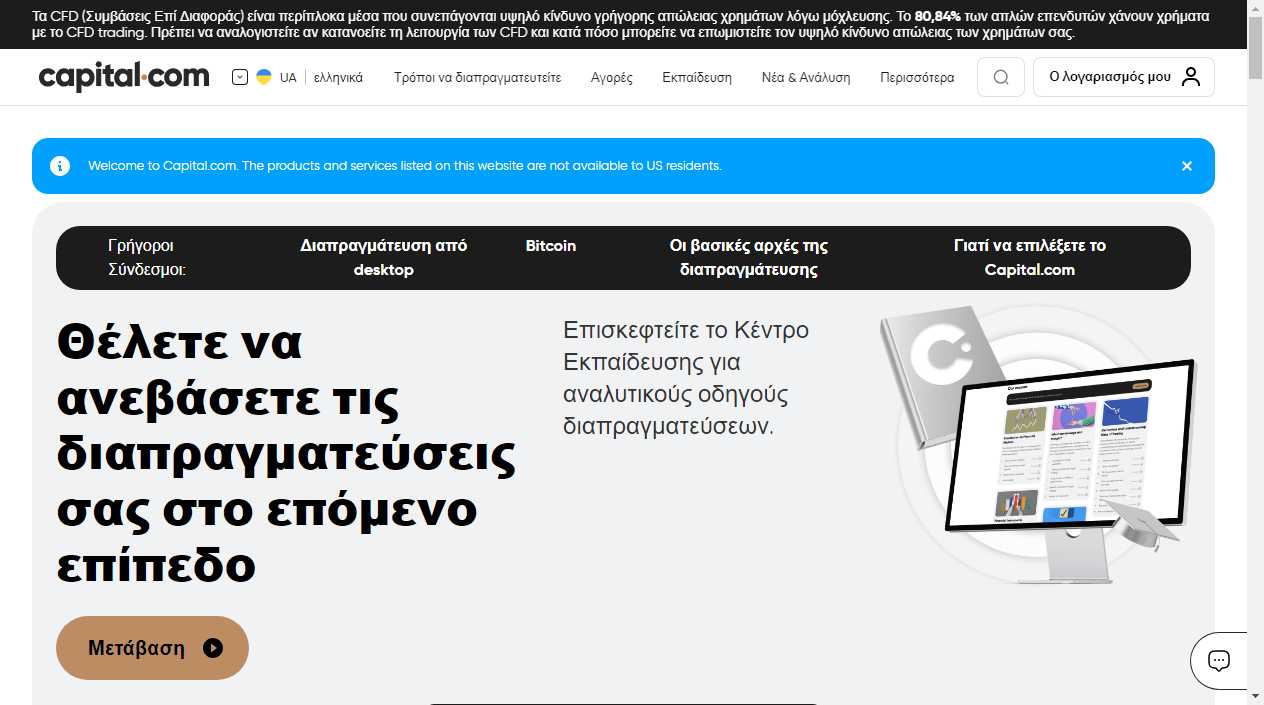 Τα CFD (Συμβάσεις Επί Διαφοράς) είναι περίπλοκα μέσα που συνεπάγονται υψηλό κίνδυνο γρήγορης απώλειας χρημάτων λόγω μόχλευσης. Το 80,84% των απλών επενδυτών χάνουν χρήματα
με το CFD trading. Πρέπει να αναλογιστείτε αν κατανοείτε τη λειτουργία των CFD και κατά πόσο μπορείτε να επωμιστείτε τον υψηλό κίνδυνο απώλειας των χρημάτων σας.
capital.com UA ελληνικά Τρόποι να διαπραγματευτείτε Αγορές Εκπαίδευση Νέα & Ανάλυση Περισσότερα Ο λογαριασμός μου
Welcome to Capital.com. The products and services listed on this website are not available to US residents.
Γρήγοροι
Σύνδεσμοι:
Διαπραγμάτευση από
desktop
Bitcoin
Οι βασικές αρχές της
διαπραγμάτευσης
Γιατί να επιλέξετε το
Capital.com
Θέλετε να
ανεβάσετε τις
διαπραγματεύσεις
σας στο επόμενο
επίπεδο
Επισκεφτείτε το Κέντρο
Εκπαίδευσης για
αναλυτικούς οδηγούς
διαπραγματεύσεων.
Μετάβαση